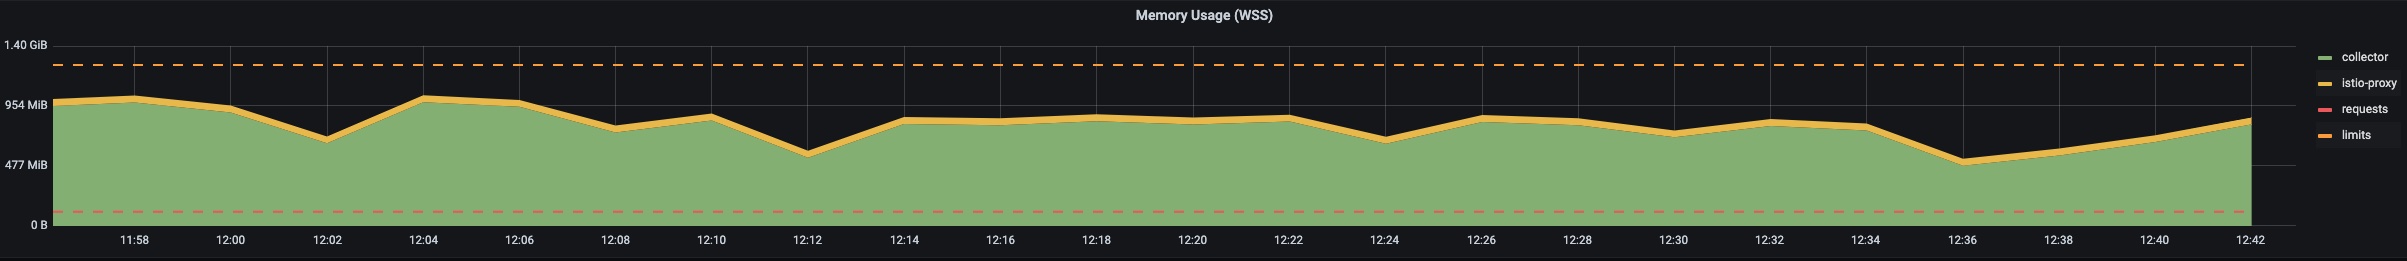 Memory Usage (WSS)
1.40 GiB
954 MiB
477 MiB
0 B
11:58 12:00 12:02 12:04 12:06 12:08 12:10 12:12 12:14 12:16 12:18 12:20 12:22 12:24 12:26 12:28 12:30 12:32 12:34 12:36 12:38 12:40 12:42
collector
istio-proxy
requests
limits